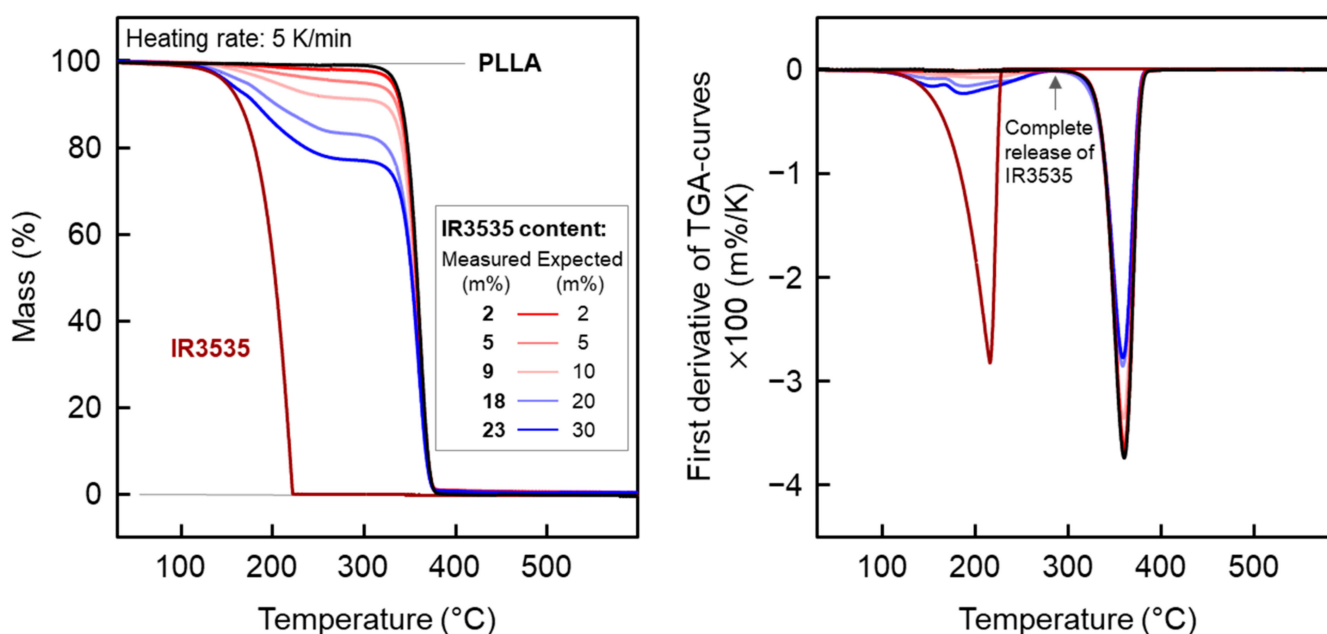 Heating rate: 5 K/min
PLLA
IR3535
IR3535 content:
Measured Expected
(m%) (m%)
2 2
5 5
9 10
18 20
23 30
100
80
60
40
20
0
Mass (%)
100 200 300 400 500
Temperature (°C)
0
−1
−2
−3
−4
First derivative of TGA-curves
×100 (m%/K)
Complete
release of
IR3535
100 200 300 400 500
Temperature (°C)